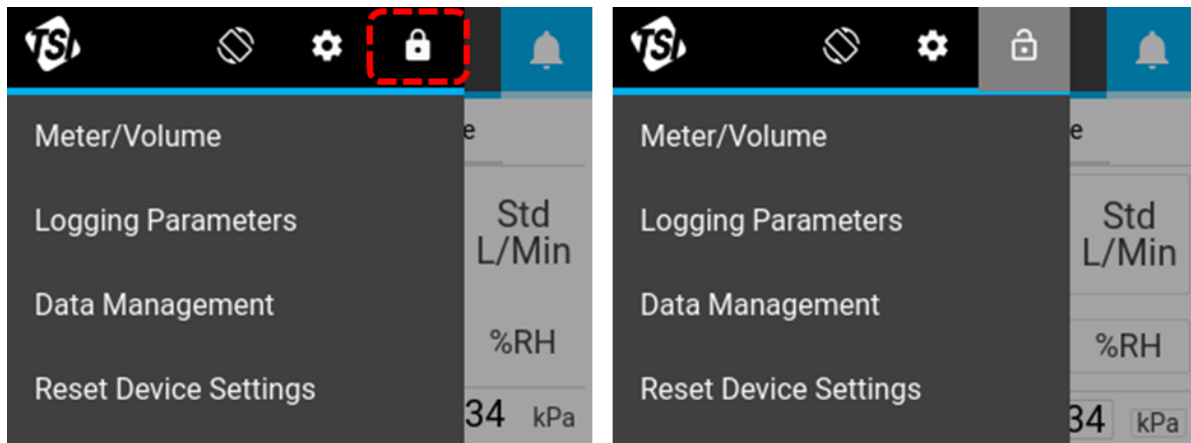 TSI
Meter/Volume
Logging Parameters
Data Management
Reset Device Settings
e
Std
L/Min
%RH
34 kPa
TSI
Meter/Volume
Logging Parameters
Data Management
Reset Device Settings
e
Std
L/Min
%RH
34 kPa